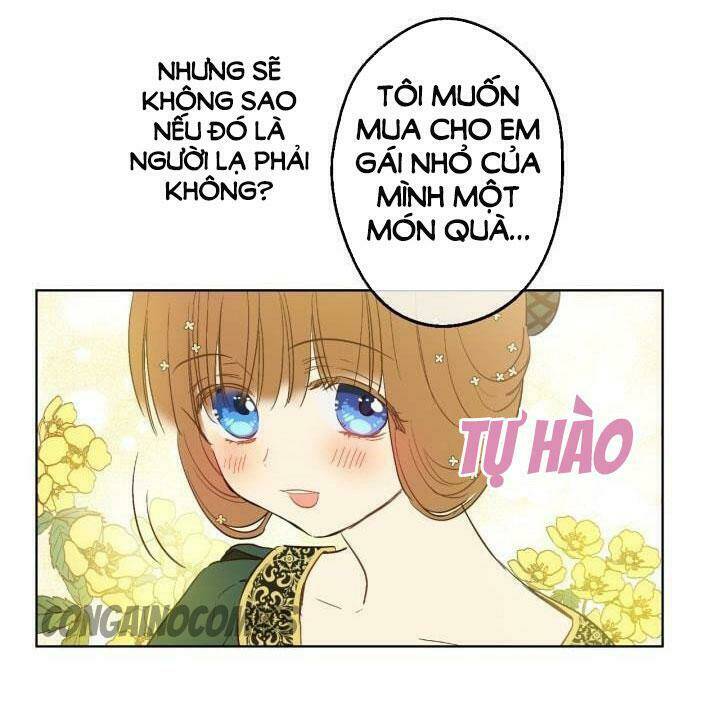 NHƯNG SẼ
KHÔNG SAO
NẾU ĐÓ LÀ
NGƯỜI LẠ PHẢI
KHÔNG?
TÔI MUỐN
MUA CHO EM
GÁI NHỎ CỦA
MÌNH MỘT
MÓN QUÀ...
TỰ HÀO